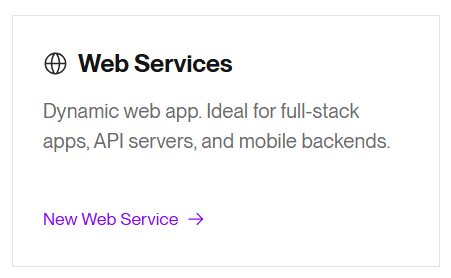 Web Services
Dynamic web app. Ideal for full-stack
apps, API servers, and mobile backends.
New Web Service →